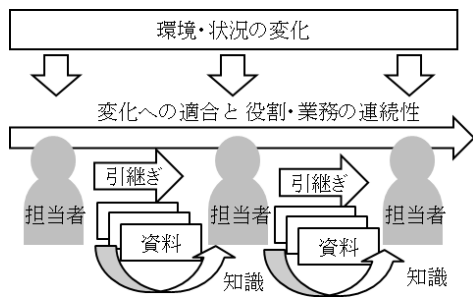 環境・状況の変化
変化への適合と役割・業務の連続性
引継ぎ
引継ぎ
担当者
担当者
担当者
資料
資料
知識
知識